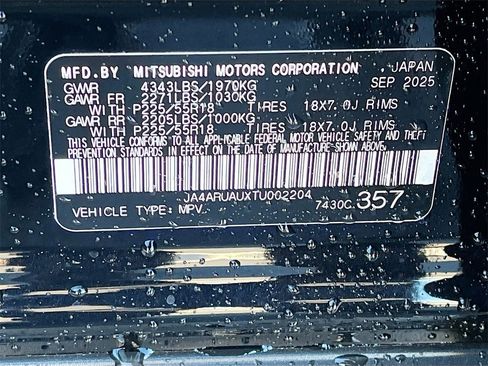 MFD.BY MITSUBISHI MOTORS CORPORATION JAPAN
GVWR 4343LBS/1970KG SEP 2025
GAWR FR 2271LBS/1030KG
WITH P225/55R18 TIRES 18X7.0J RIMS
GAWR RR 2205LBS/1000KG
WITH P225/55R18 TIRES 18X7.0J RIMS
THIS VEHICLE CONFORMS TO ALL APPLICABLE FEDERAL MOTOR VEHICLE SAFETY AND THEFT
PREVENTION STANDARDS IN EFFECT ON THE DATE OF MANUFACTURE SHOWN ABOVE.
JA4ARUAUXTU002204
VEHICLE TYPE: MPV 7430C. 357